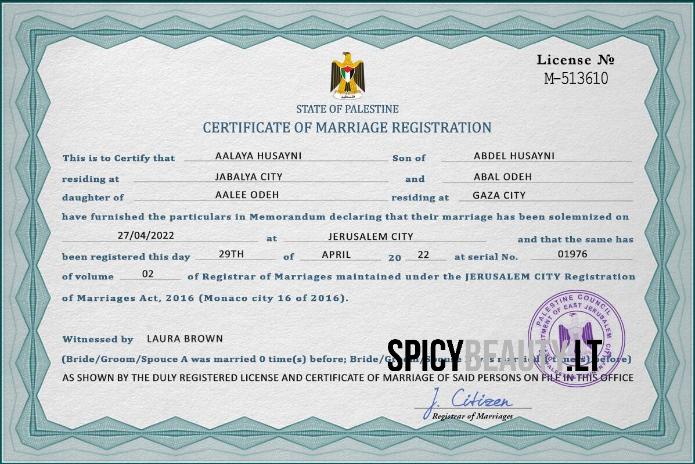 License №
M-513610
STATE OF PALESTINE
CERTIFICATE OF MARRIAGE REGISTRATION
This is to Certify that AALAYA HUSAYNI Son of ABDEL HUSAYNI
residing at JABALYA CITY and ABAL ODEH
daughter of AALEE ODEH residing at GAZA CITY
have furnished the particulars in Memorandum declaring that their marriage has been solemnized on
27/04/2022 at JERUSALEM CITY and that the same has
been registered this day 29TH of APRIL 20 22 at serial No. 01976
of volume 02 of Registrar of Marriages maintained under the JERUSALEM CITY Registration
of Marriages Act, 2016 (Monaco city 16 of 2016).
PALESTINE COUNCIL
DEPARTMENT OF EAST JERUSALEM CITY
Witnessed by LAURA BROWN
SPICYBEAUTY.LT
(Bride/Groom/Spouce A was married 0 time(s) before; Bride/Groom/Spouse was married time(s) before)
AS SHOWN BY THE DULY REGISTERED LICENSE AND CERTIFICATE OF MARRIAGE OF SAID PERSONS ON FILE IN THIS OFFICE
J. Citizen
Registrar of Marriages